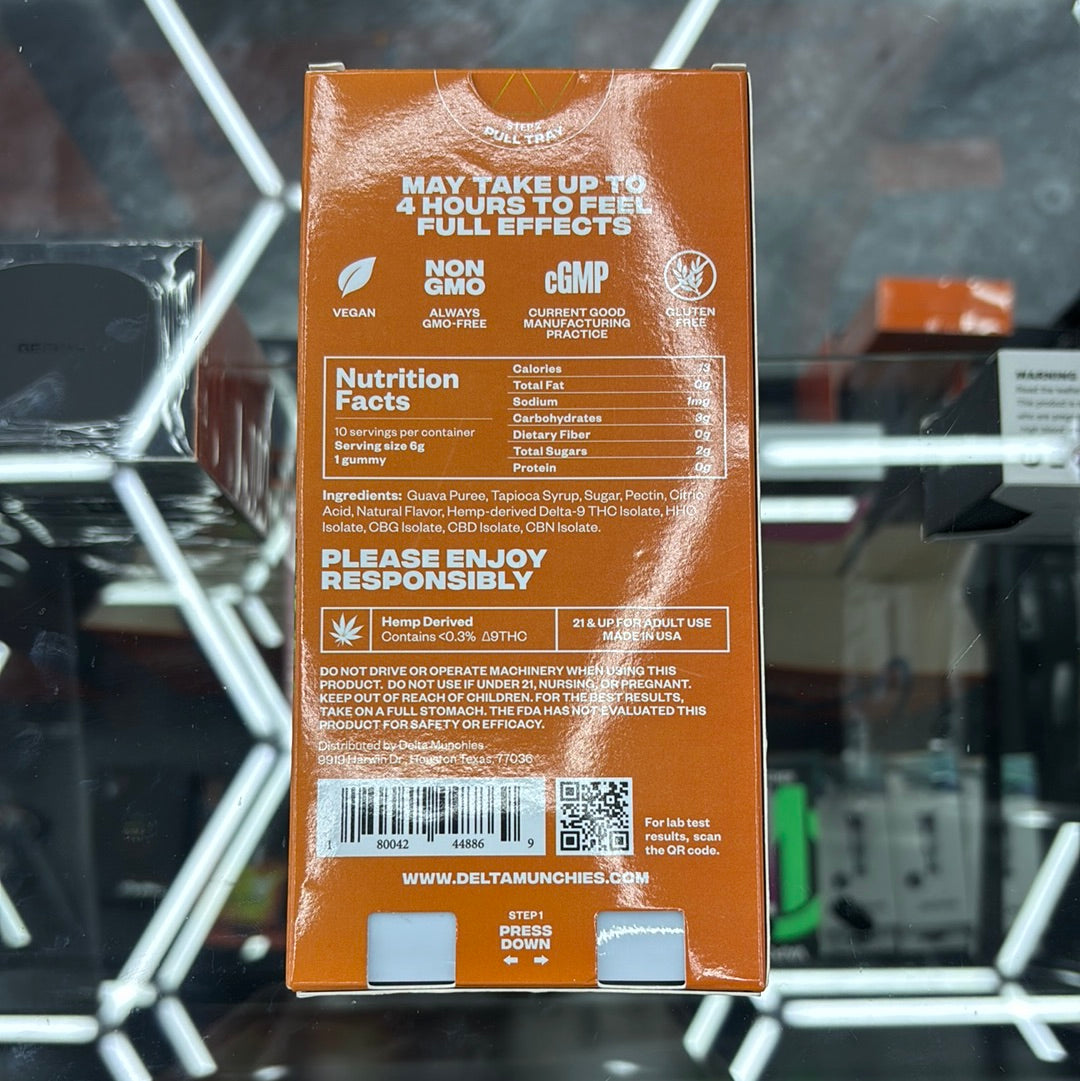 STEP 2
PULL TRAY
MAY TAKE UP TO
4 HOURS TO FEEL
FULL EFFECTS
VEGAN
NON
GMO
ALWAYS
GMO-FREE
cGMP
CURRENT GOOD
MANUFACTURING
PRACTICE
GLUTEN
FREE
Nutrition
Facts
10 servings per container
Serving size 6g
1 gummy
Calories 13
Total Fat 0g
Sodium 1mg
Carbohydrates 3g
Dietary Fiber 0g
Total Sugars 2g
Protein 0g
Ingredients: Guava Puree, Tapioca Syrup, Sugar, Pectin, Citric
Acid, Natural Flavor, Hemp-derived Delta-9 THC Isolate, HHC
Isolate, CBG Isolate, CBD Isolate, CBN Isolate.
PLEASE ENJOY
RESPONSIBLY
Hemp Derived
Contains <0.3% Δ9THC
21 & UP FOR ADULT USE
MADE IN USA
DO NOT DRIVE OR OPERATE MACHINERY WHEN USING THIS
PRODUCT. DO NOT USE IF UNDER 21, NURSING, OR PREGNANT.
KEEP OUT OF REACH OF CHILDREN. FOR THE BEST RESULTS,
TAKE ON A FULL STOMACH. THE FDA HAS NOT EVALUATED THIS
PRODUCT FOR SAFETY OR EFFICACY.
Distributed by Delta Munchies
9919 Harwin Dr, Houston Texas, 77036
1 80042 44886 9
For lab test
results, scan
the QR code.
WWW.DELTAMUNCHIES.COM
STEP 1
PRESS
DOWN
WARNING